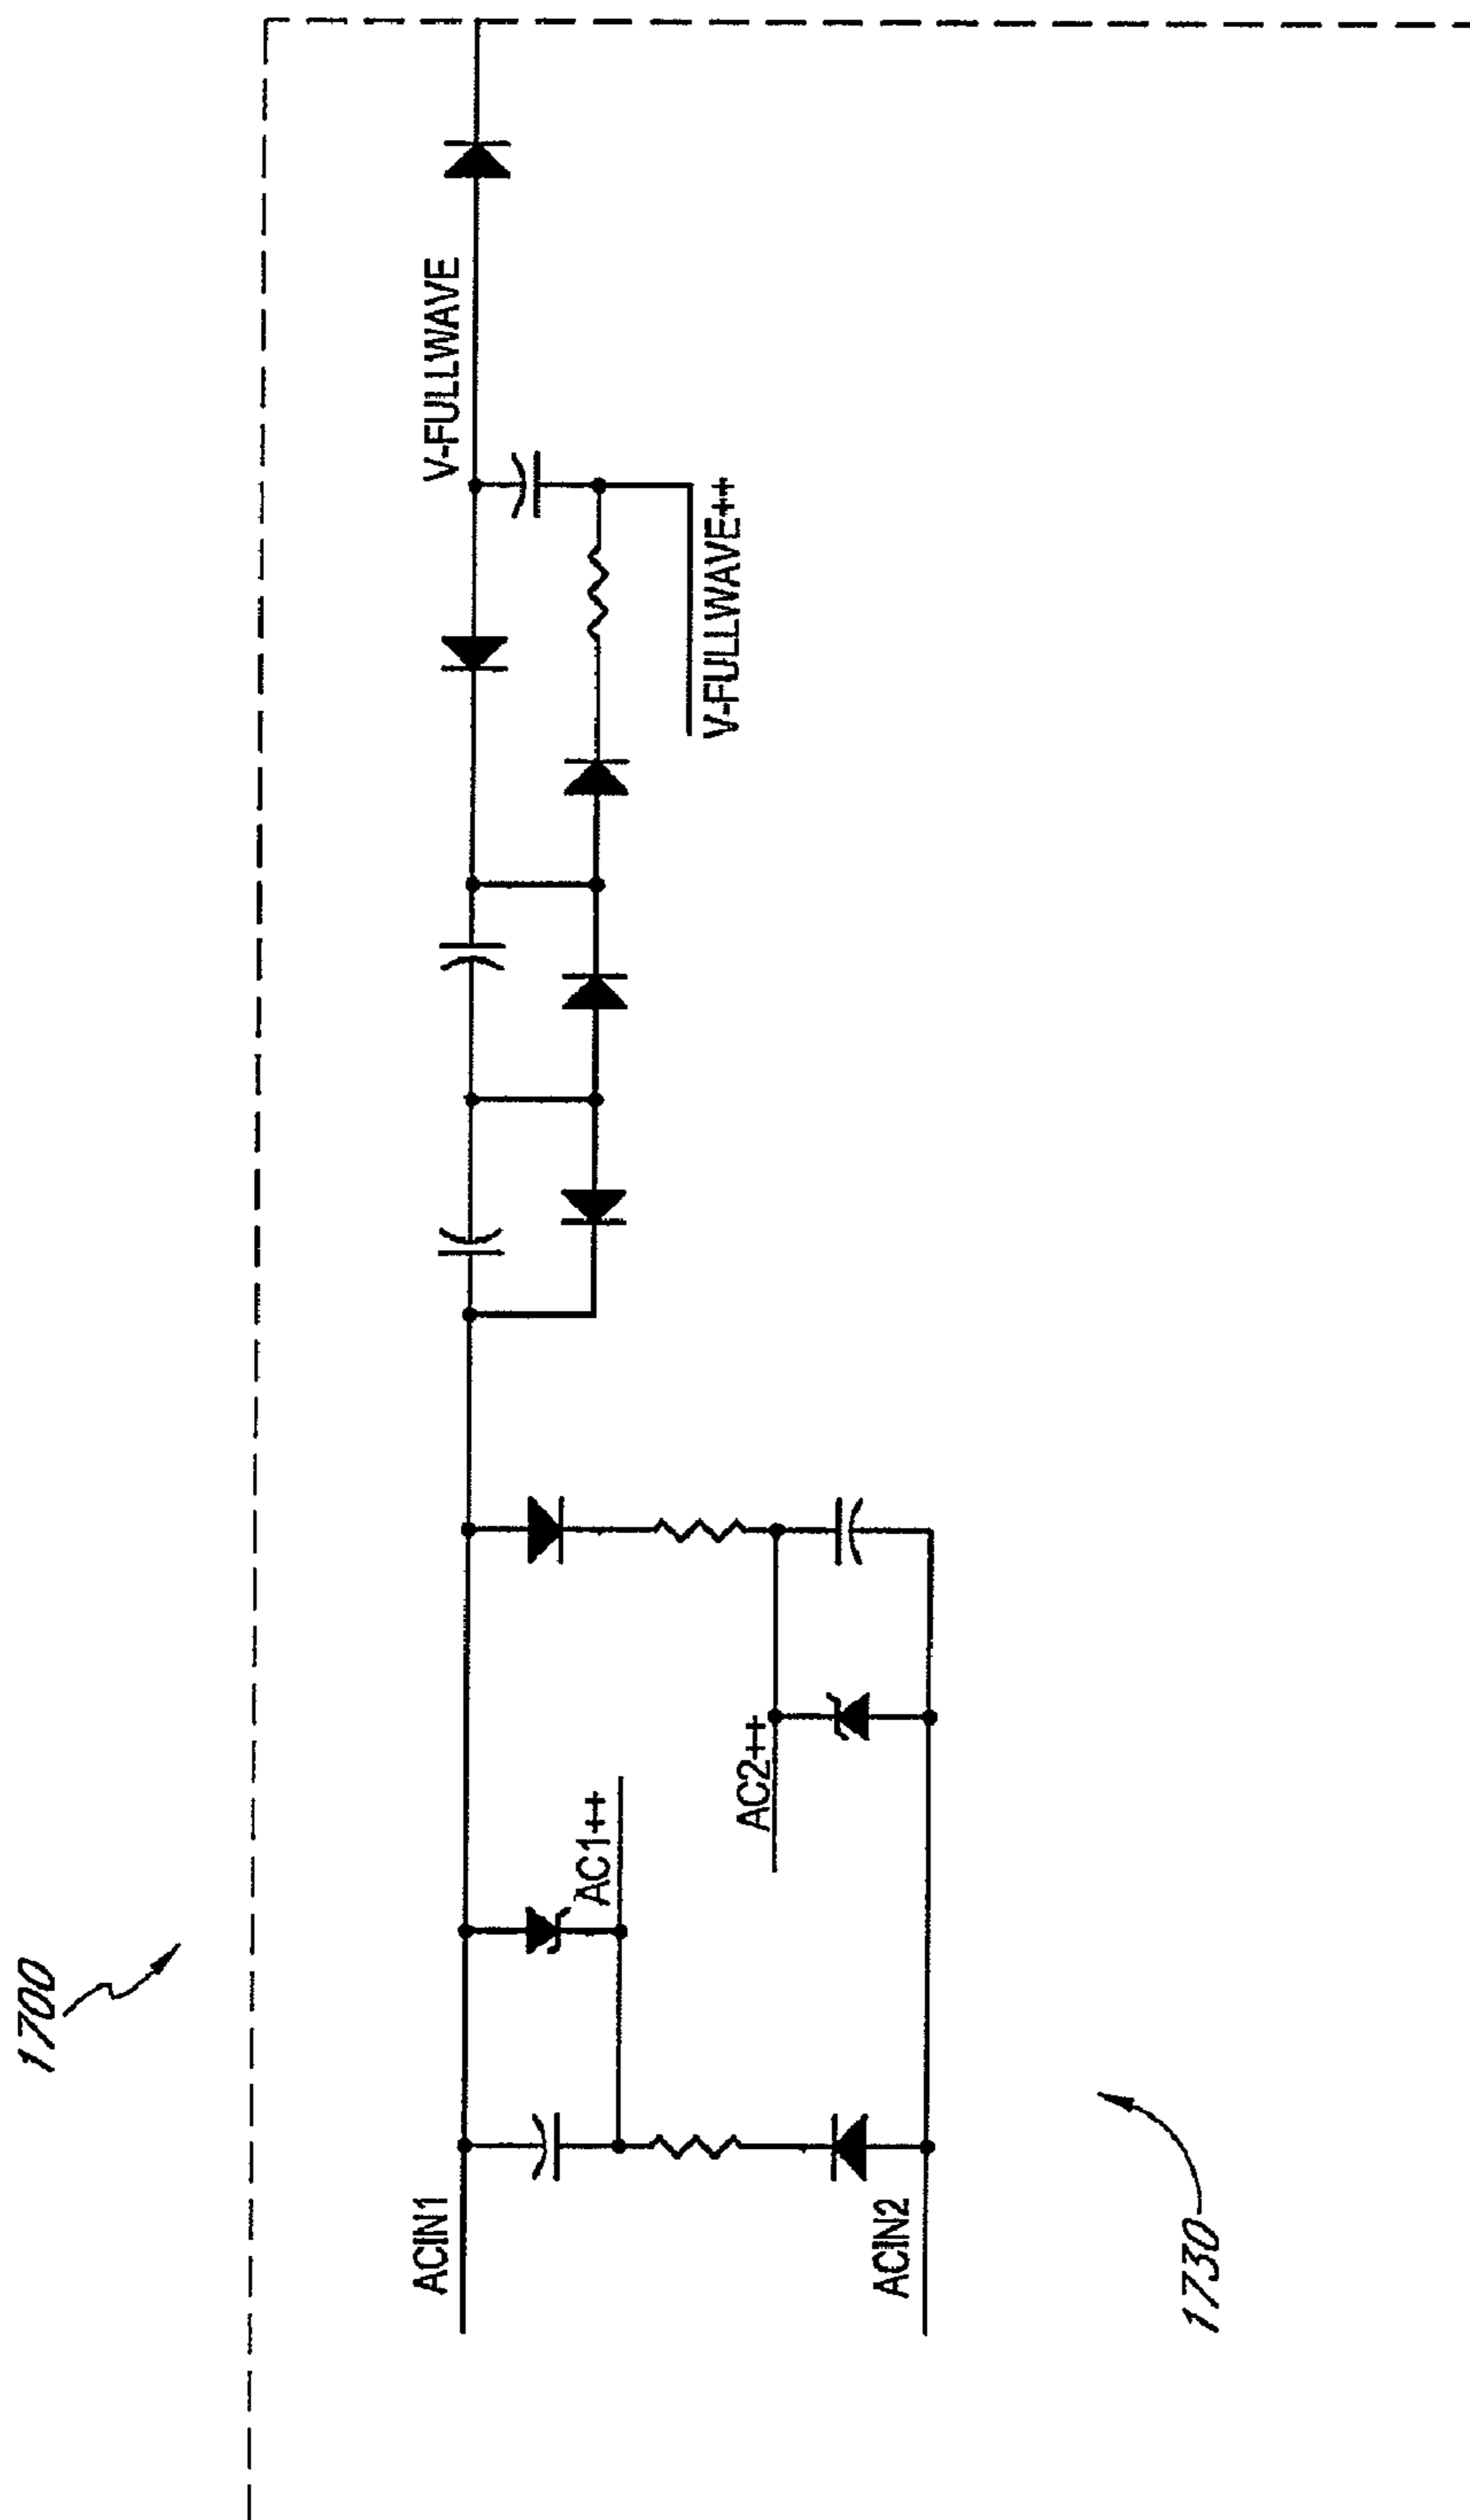 1700
V-FULLWAVE
V-FULLWAVE++
AC1++
AC2++
ACIN1
ACIN2
1730